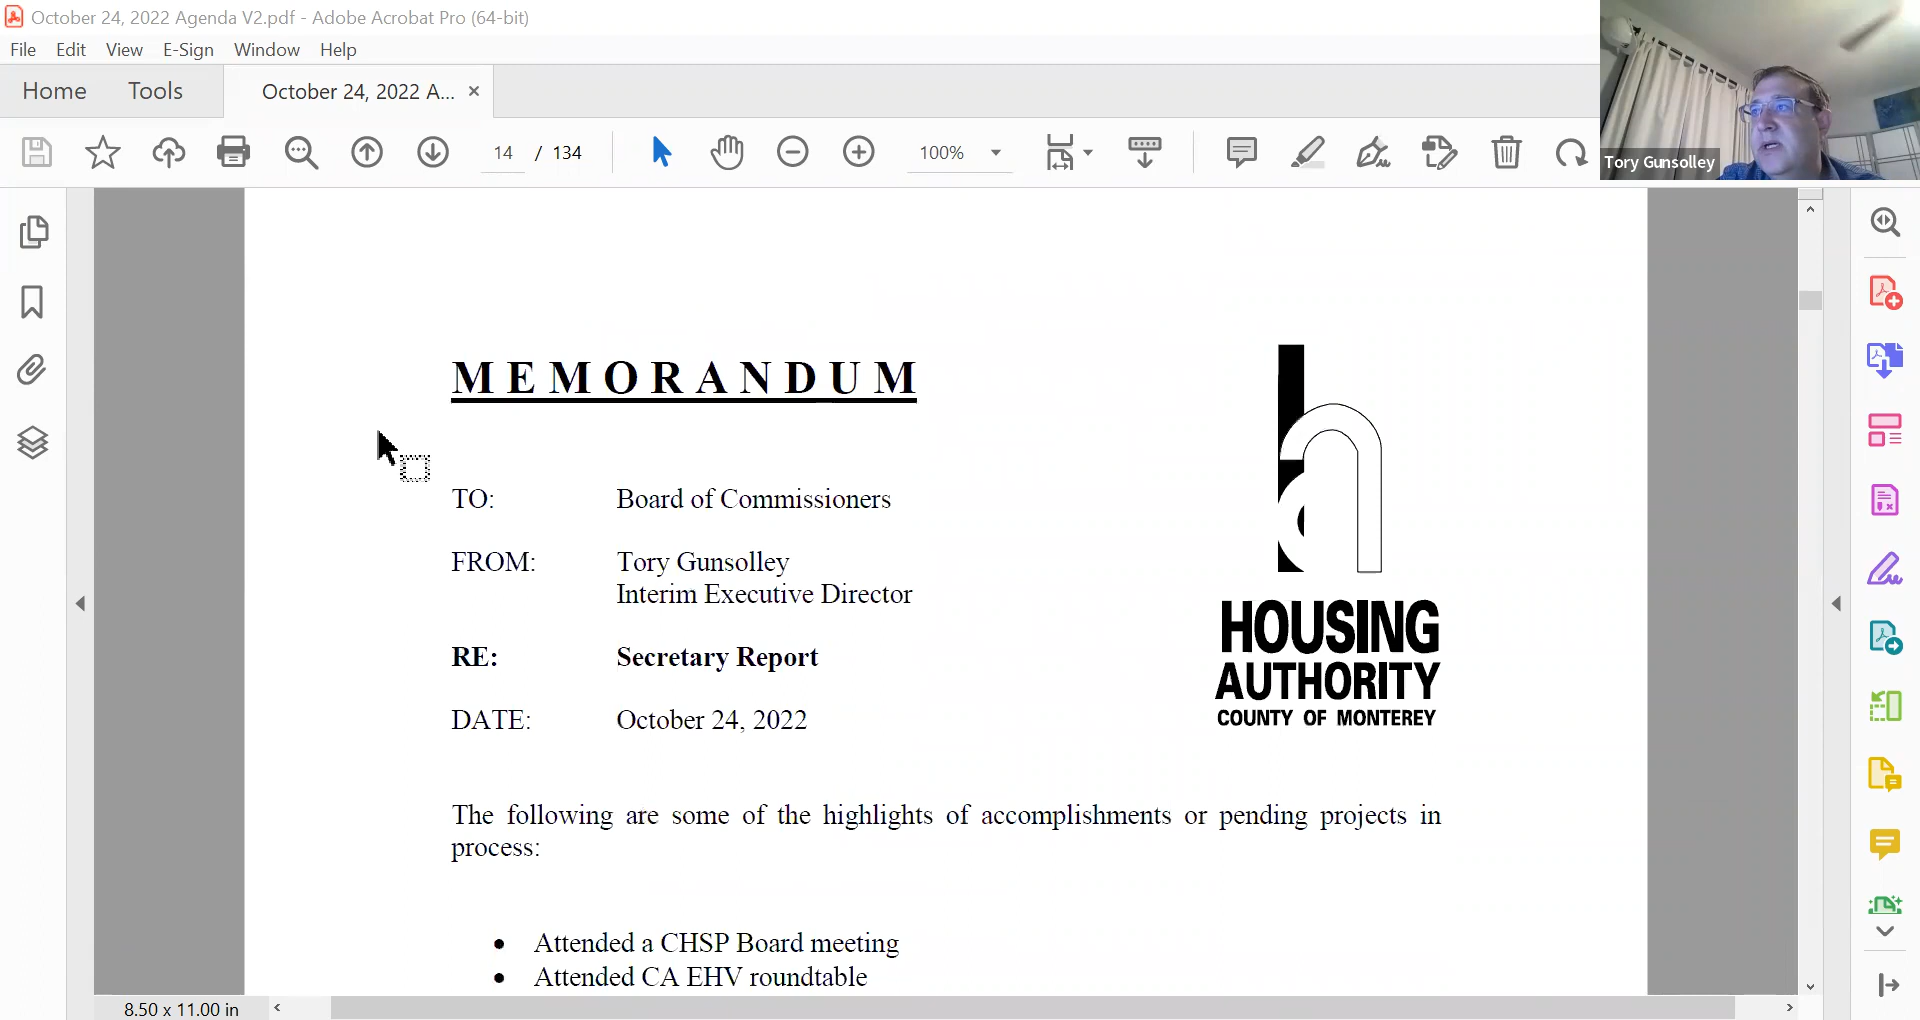 October 24, 2022 Agenda V2.pdf - Adobe Acrobat Pro (64-bit)
File Edit View E-Sign Window Help
Home Tools October 24, 2022 A... ×
14 / 134 100%
Tory Gunsolley
MEMORANDUM
TO: Board of Commissioners
FROM: Tory Gunsolley
Interim Executive Director
RE: Secretary Report
DATE: October 24, 2022
HOUSING
AUTHORITY
COUNTY OF MONTEREY
The following are some of the highlights of accomplishments or pending projects in
process:
• Attended a CHSP Board meeting
• Attended CA EHV roundtable
8.50 x 11.00 in